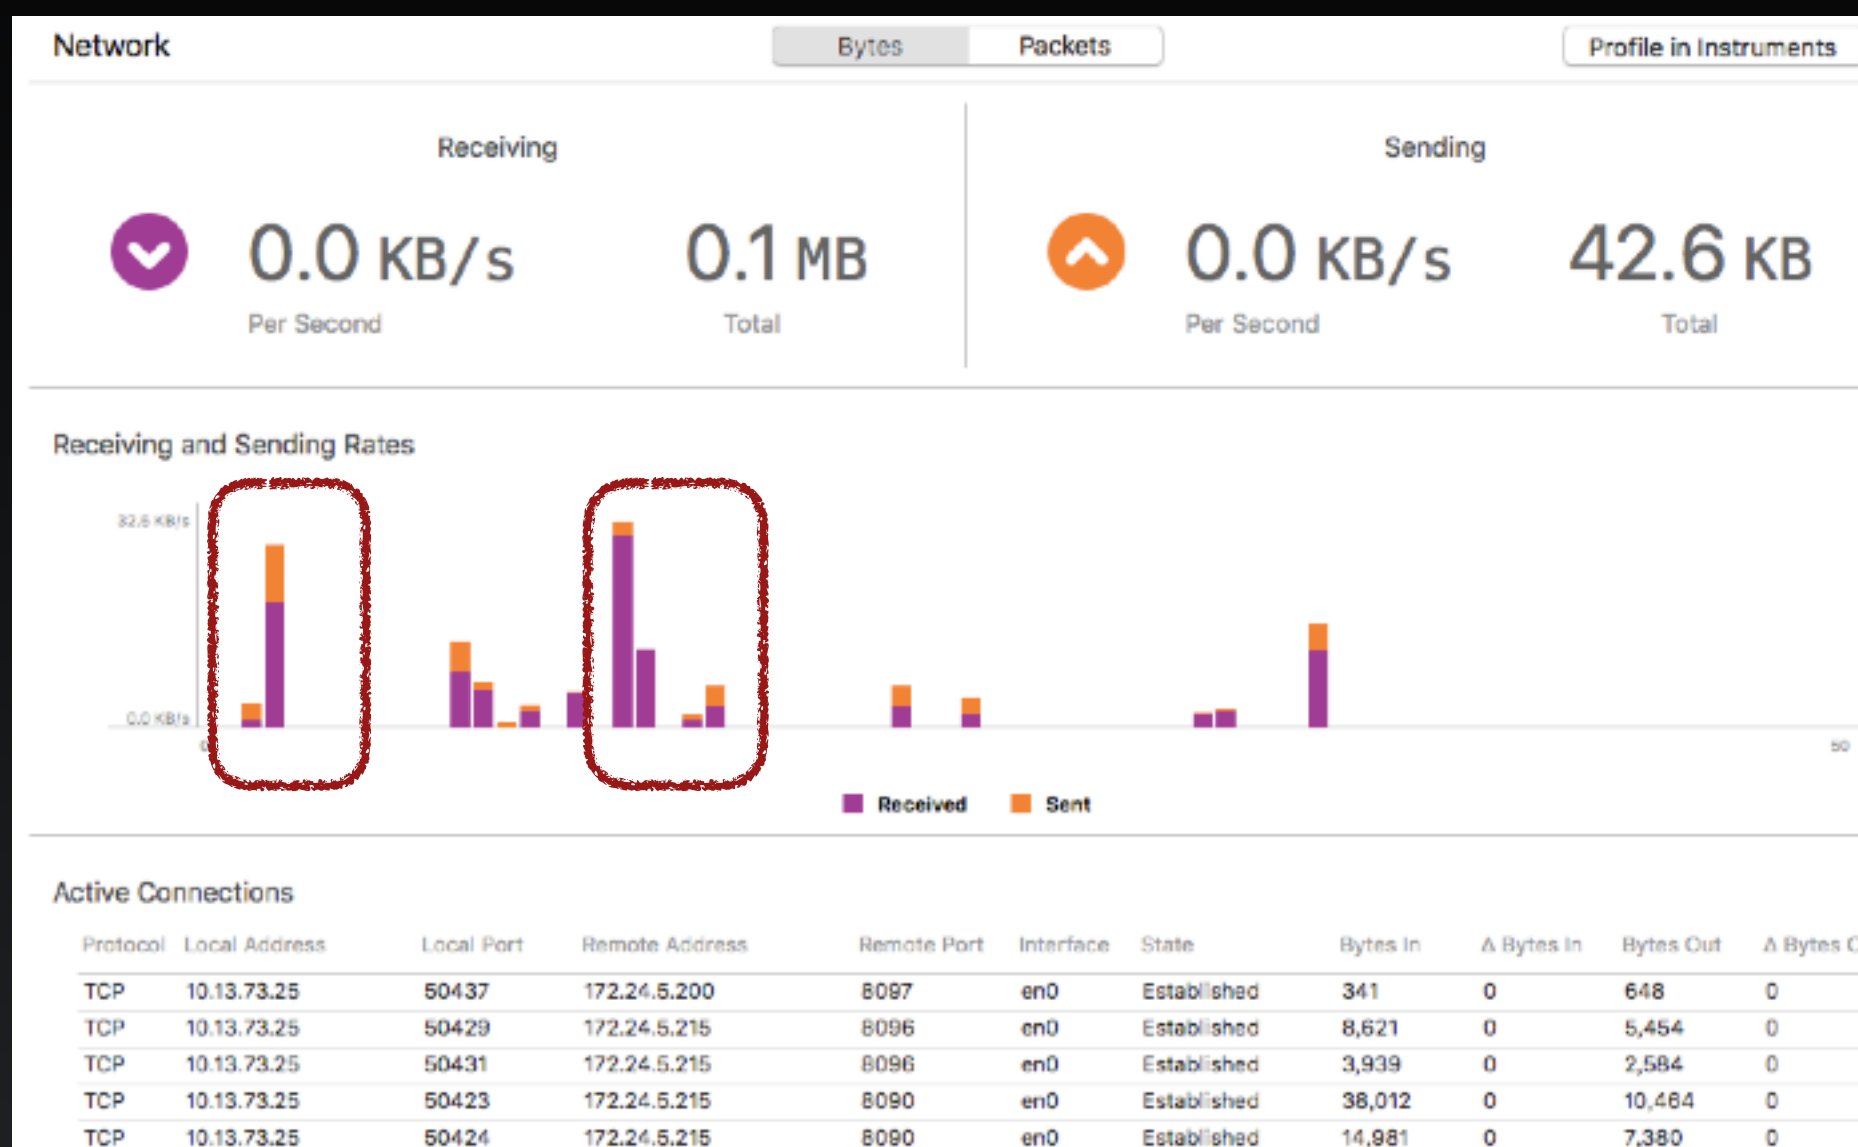 Network Bytes Packets Profile in Instruments
Receiving Sending
0.0 KB/s 0.1 MB 0.0 KB/s 42.6 KB
Per Second Total Per Second Total
Receiving and Sending Rates
KB/s
0.0 KB/s
0 50
Received Sent
Active Connections
Protocol Local Address Local Port Remote Address Remote Port Interface State Bytes In Δ Bytes In Bytes Out Δ Bytes
TCP 10.13.73.25 50437 172.24.5.200 8097 en0 Established 341 0 648 0
TCP 10.13.73.25 50429 172.24.5.215 8096 en0 Established 8,621 0 5,454 0
TCP 10.13.73.25 50431 172.24.5.215 8096 en0 Established 3,939 0 2,584 0
TCP 10.13.73.25 50423 172.24.5.215 8090 en0 Established 38,012 0 10,464 0
TCP 10.13.73.25 50424 172.24.5.215 8090 en0 Established 14,981 0 7,380 0